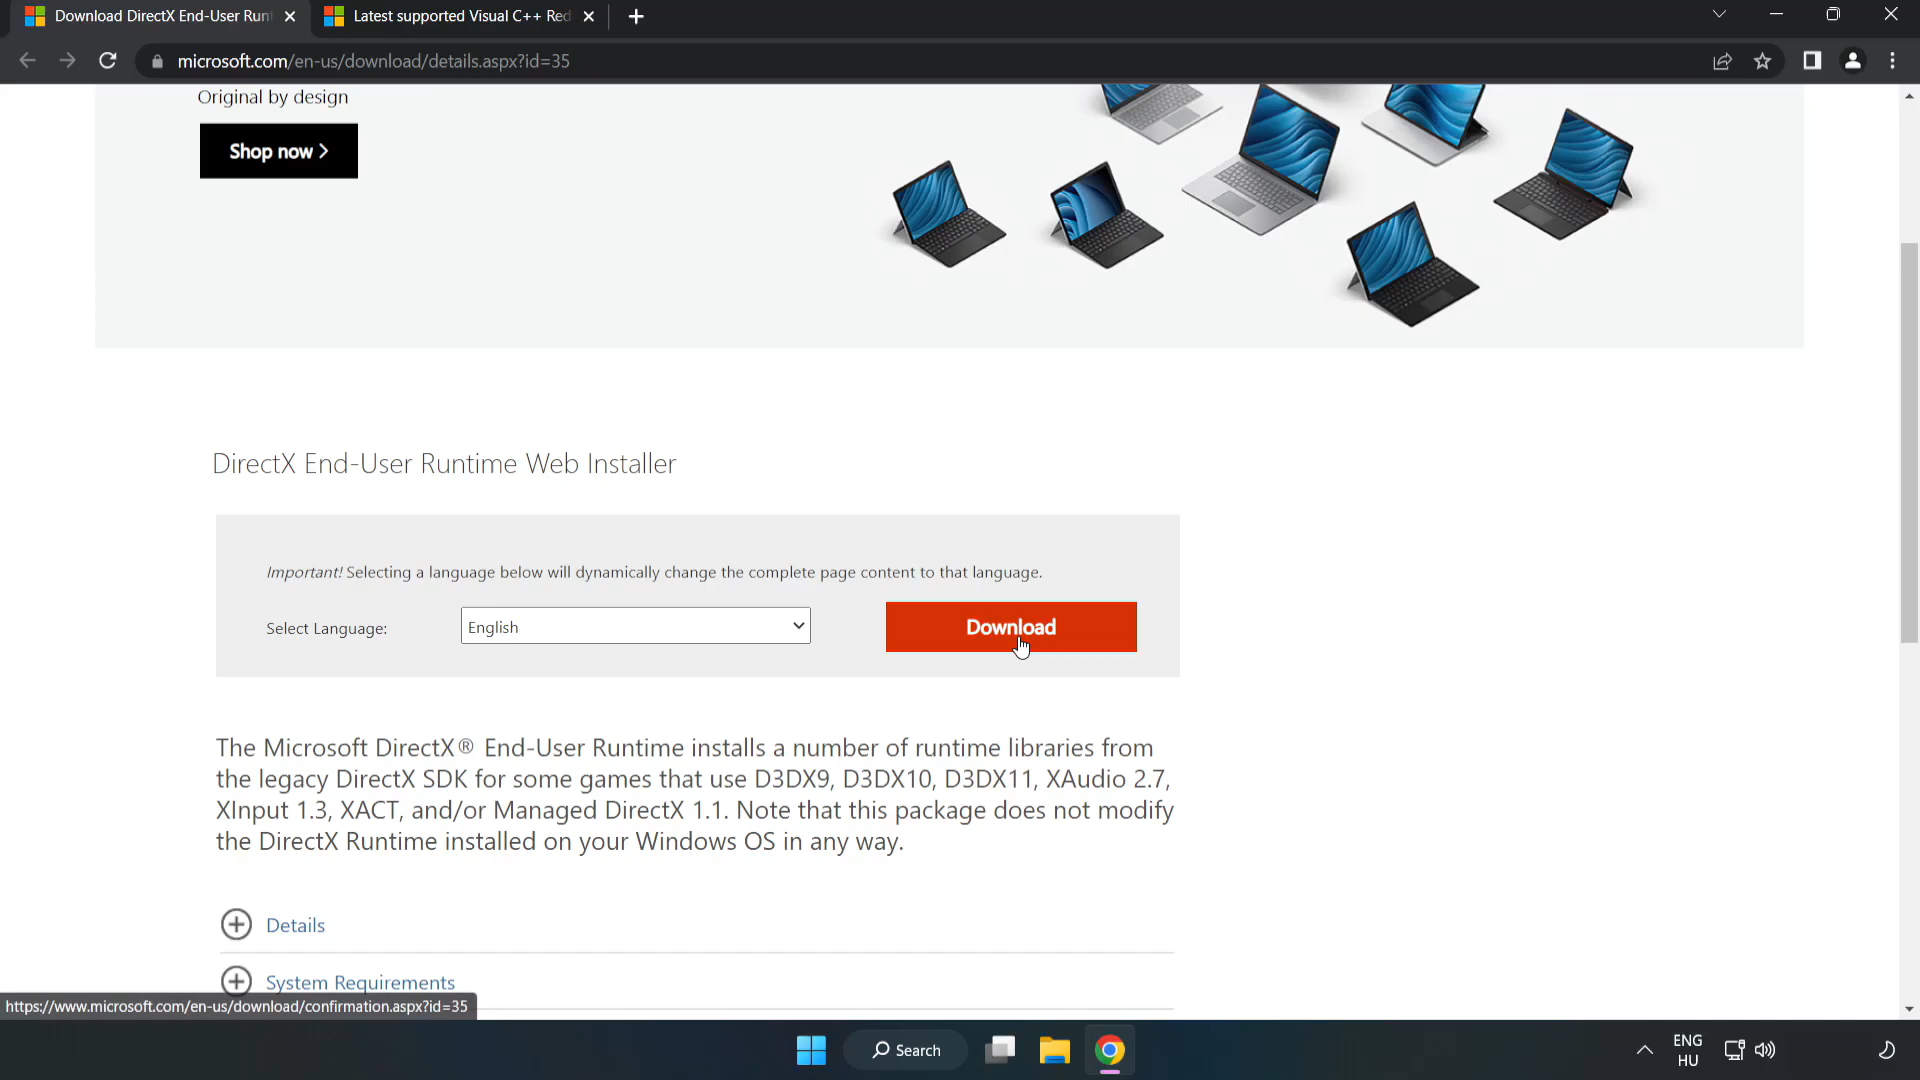 Download DirectX End-User Runt
Latest supported Visual C++ Red
microsoft.com/en-us/download/details.aspx?id=35
Original by design
Shop now >
DirectX End-User Runtime Web Installer
Important! Selecting a language below will dynamically change the complete page content to that language.
Select Language:
English
Download
The Microsoft DirectX® End-User Runtime installs a number of runtime libraries from
the legacy DirectX SDK for some games that use D3DX9, D3DX10, D3DX11, XAudio 2.7,
XInput 1.3, XACT, and/or Managed DirectX 1.1. Note that this package does not modify
the DirectX Runtime installed on your Windows OS in any way.
Details
System Requirements
https://www.microsoft.com/en-us/download/confirmation.aspx?id=35
Search
ENG
HU